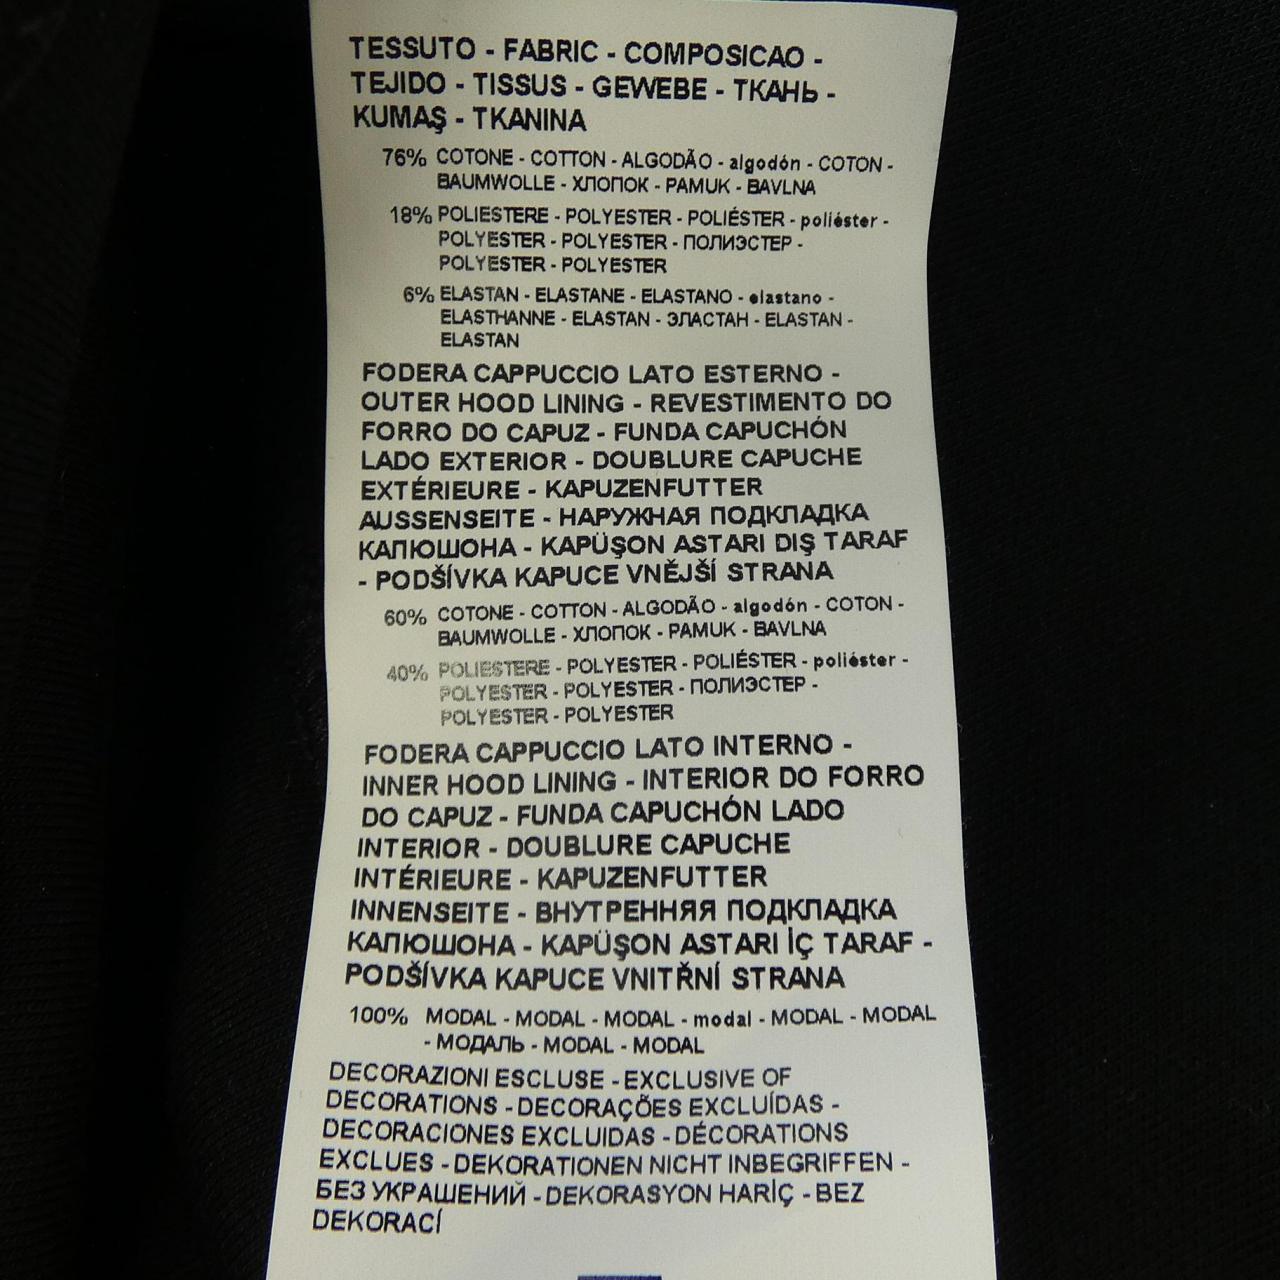 TESSUTO - FABRIC - COMPOSICAO -
TEJIDO - TISSUS - GEWEBE - ТКАНЬ -
KUMAŞ - TKANINA
76% COTONE - COTTON - ALGODÃO - algodón - COTON -
BAUMWOLLE - ХЛОПОК - PAMUK - BAVLNA
18% POLIESTERE - POLYESTER - POLIÉSTER - poliéster -
POLYESTER - POLYESTER - ПОЛИЭСТЕР -
POLYESTER - POLYESTER
6% ELASTAN - ELASTANE - ELASTANO - elastano -
ELASTHANNE - ELASTAN - ЭЛАСТАН - ELASTAN -
ELASTAN
FODERA CAPPUCCIO LATO ESTERNO -
OUTER HOOD LINING - REVESTIMENTO DO
FORRO DO CAPUZ - FUNDA CAPUCHÓN
LADO EXTERIOR - DOUBLURE CAPUCHE
EXTÉRIEURE - KAPUZENFUTTER
AUSSENSEITE - НАРУЖНАЯ ПОДКЛАДКА
КАПЮШОНА - KAPÜŞON ASTARI DIŞ TARAF
- PODŠÍVKA KAPUCE VNĚJŠÍ STRANA
60% COTONE - COTTON - ALGODÃO - algodón - COTON -
BAUMWOLLE - ХЛОПОК - PAMUK - BAVLNA
40% POLIESTERE - POLYESTER - POLIÉSTER - poliéster -
POLYESTER - POLYESTER - ПОЛИЭСТЕР -
POLYESTER - POLYESTER
FODERA CAPPUCCIO LATO INTERNO -
INNER HOOD LINING - INTERIOR DO FORRO
DO CAPUZ - FUNDA CAPUCHÓN LADO
INTERIOR - DOUBLURE CAPUCHE
INTÉRIEURE - KAPUZENFUTTER
INNENSEITE - ВНУТРЕННЯЯ ПОДКЛАДКА
КАПЮШОНА - KAPÜŞON ASTARI İÇ TARAF -
PODŠÍVKA KAPUCE VNITŘNÍ STRANA
100% MODAL - MODAL - MODAL - modal - MODAL - MODAL
- МОДАЛЬ - MODAL - MODAL
DECORAZIONI ESCLUSE - EXCLUSIVE OF
DECORATIONS - DECORAÇÕES EXCLUÍDAS -
DECORACIONES EXCLUIDAS - DÉCORATIONS
EXCLUES - DEKORATIONEN NICHT INBEGRIFFEN -
БЕЗ УКРАШЕНИЙ - DEKORASYON HARİÇ - BEZ
DEKORACÍ